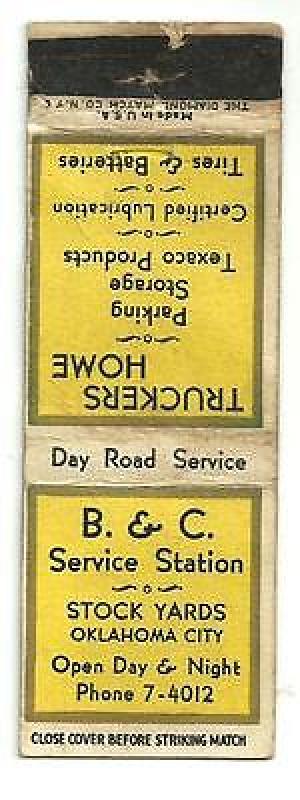 B. & C.
Service Station
STOCK YARDS
OKLAHOMA CITY
Open Day & Night
Phone 7-4012
CLOSE COVER BEFORE STRIKING MATCH
Day Road Service
TRUCKERS
HOME
Parking
Storage
Texaco Products
Certified Lubrication
Tires & Batteries
Made in U.S.A.
THE DIAMOND MATCH CO. N.Y.C.